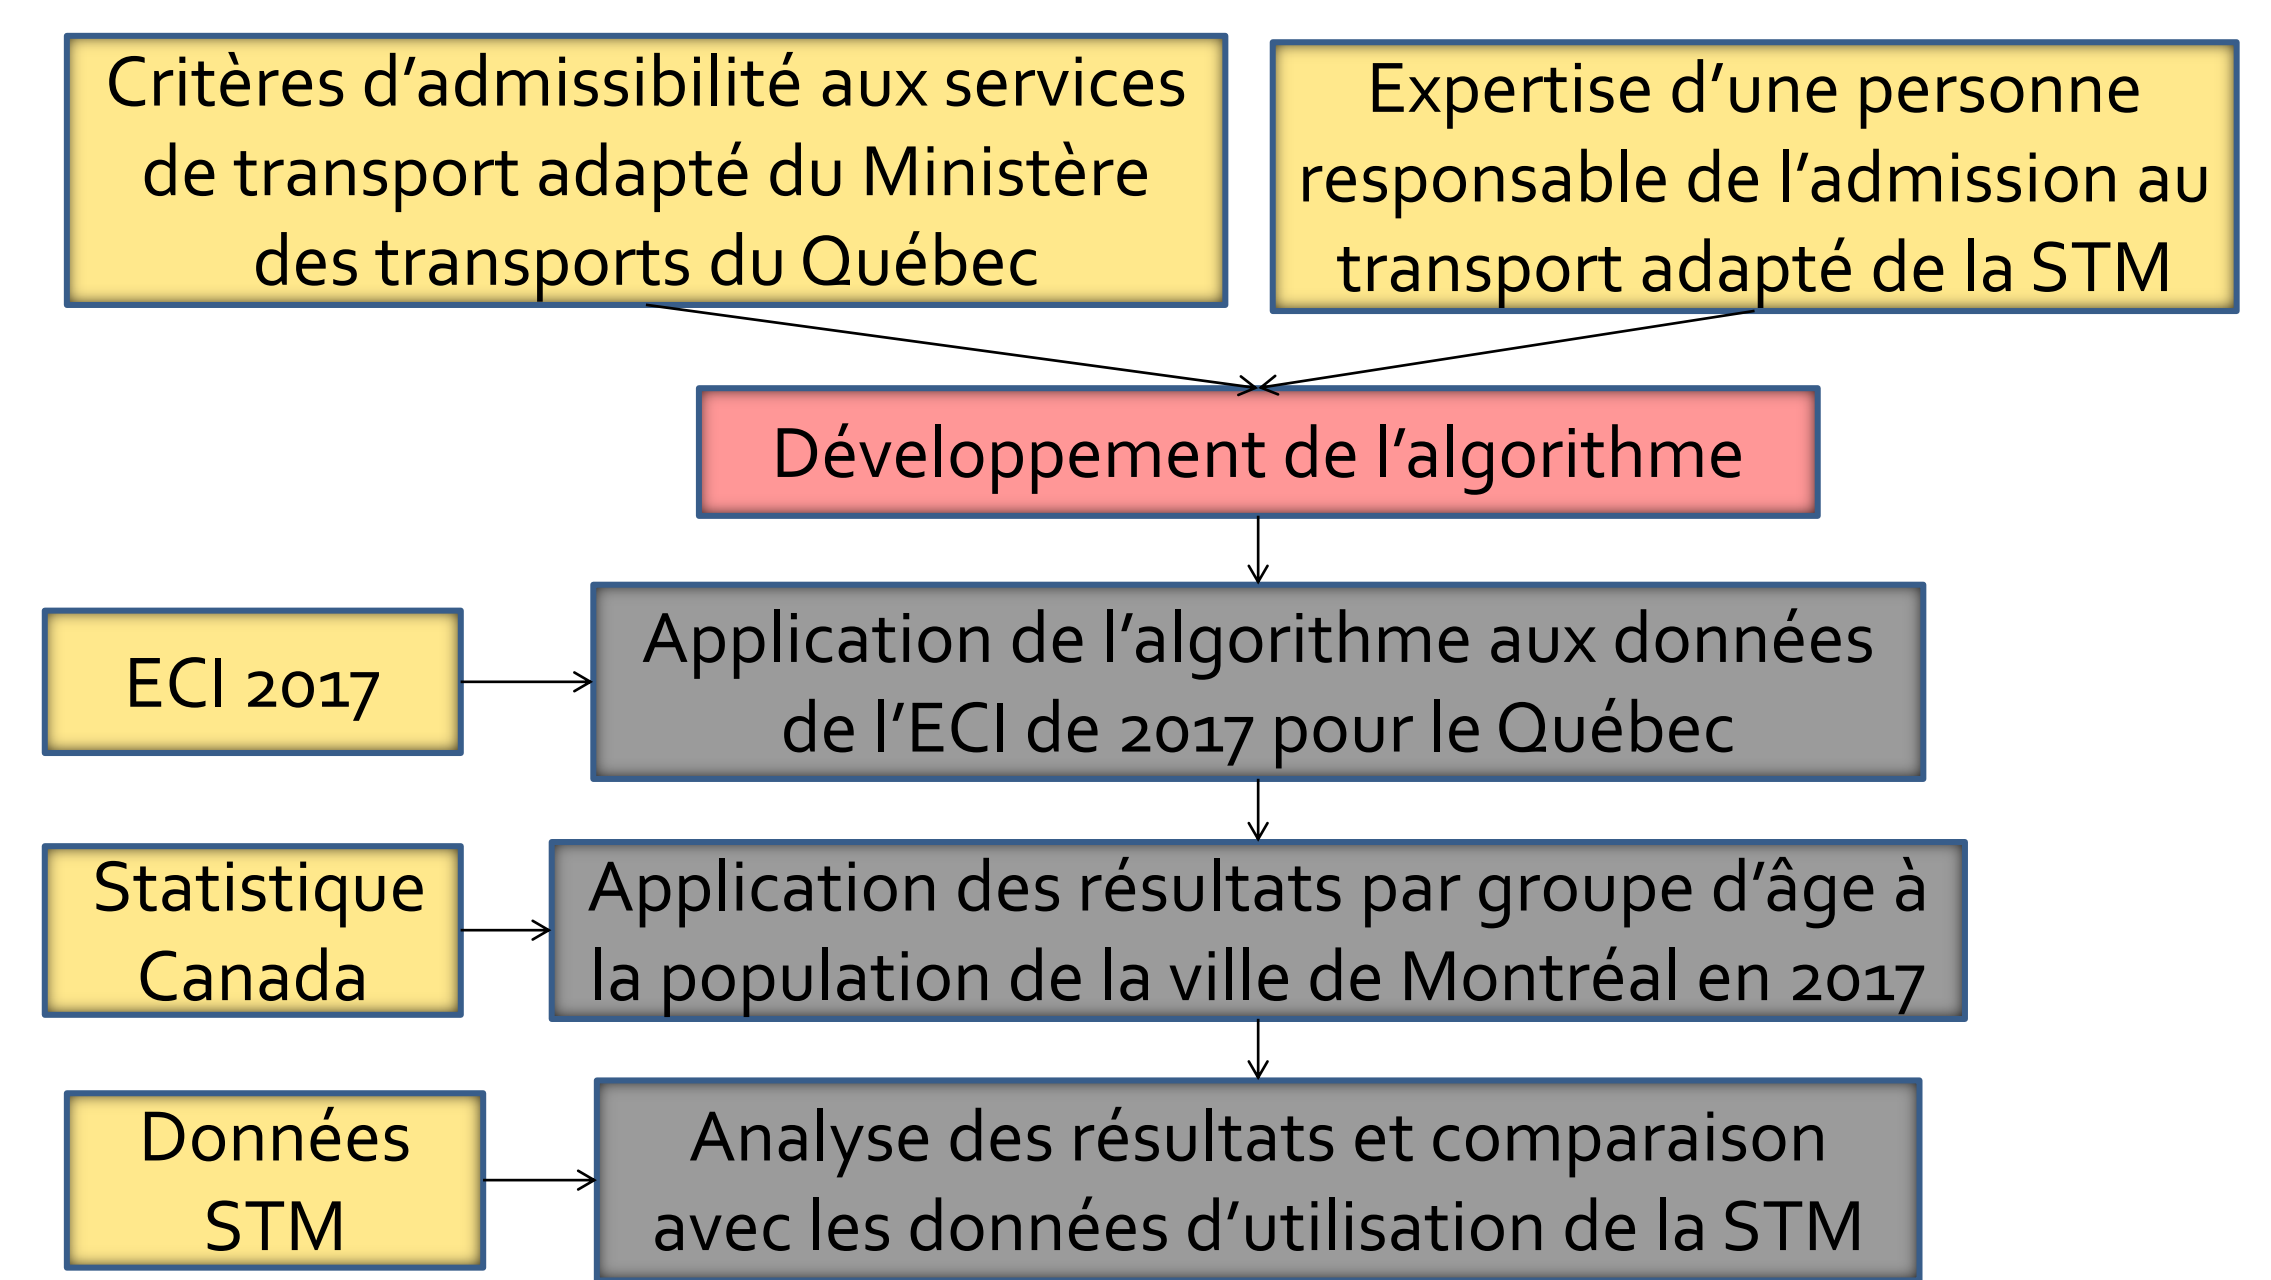 Critères d’admissibilité aux services
de transport adapté du Ministère
des transports du Québec
Expertise d’une personne
responsable de l’admission au
transport adapté de la STM
Développement de l’algorithme
ECI 2017
Application de l’algorithme aux données
de l’ECI de 2017 pour le Québec
Statistique
Canada
Application des résultats par groupe d’âge à
la population de la ville de Montréal en 2017
Données
STM
Analyse des résultats et comparaison
avec les données d’utilisation de la STM